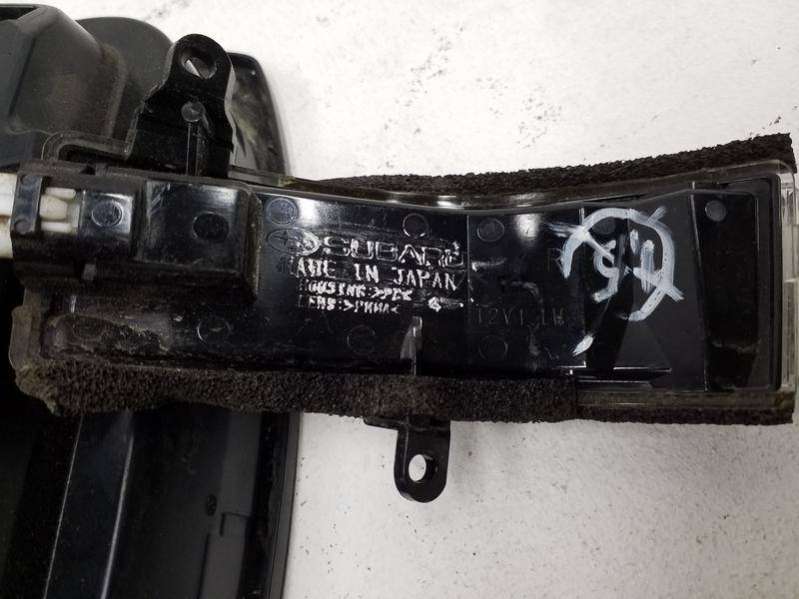 SUBARU
MADE IN JAPAN
HOUSING:>PC<
LENS:>PMMA<
R
12V1.1W